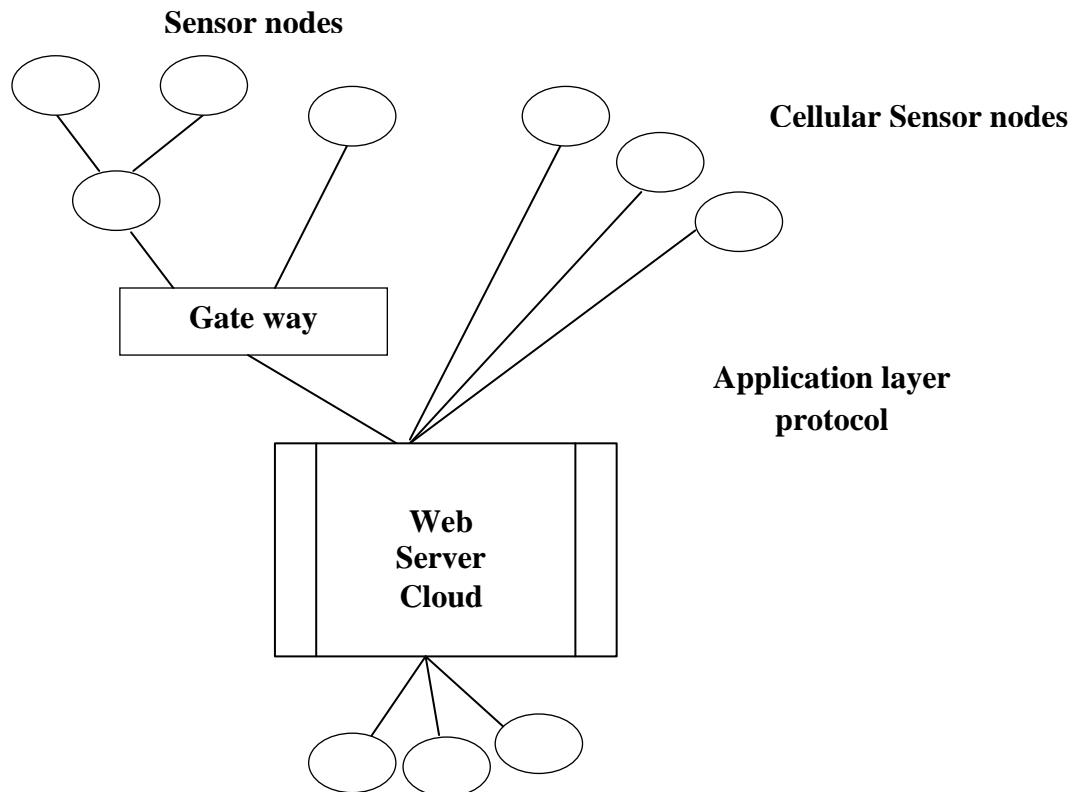 Sensor nodes
Cellular Sensor nodes
Gate way
Application layer
protocol
Web
Server
Cloud